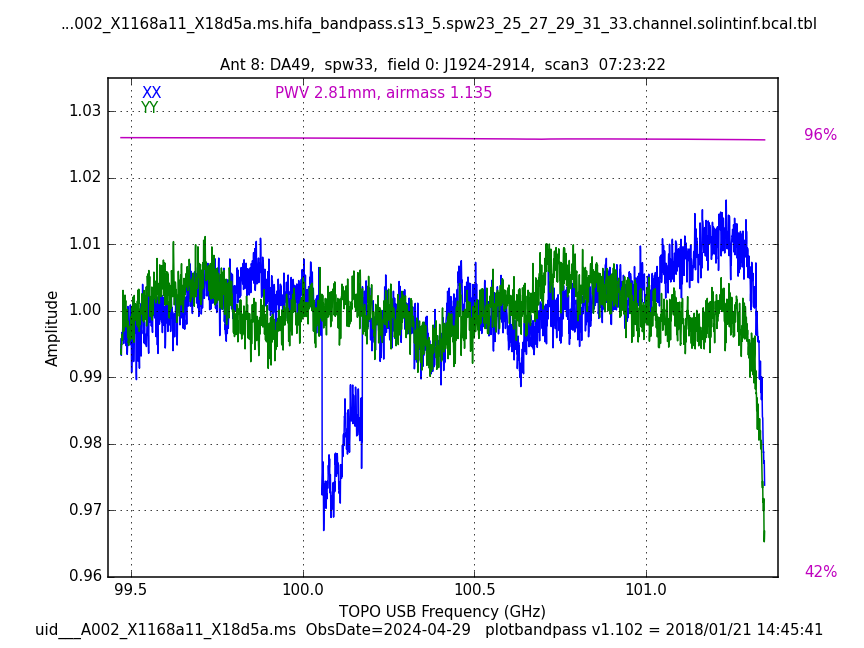 ...002_X1168a11_X18d5a.ms.hifa_bandpass.s13_5.spw23_25_27_29_31_33.channel.solintinf.bcal.tbl
Ant 8: DA49,  spw33,  field 0: J1924-2914,  scan3  07:23:22
XX
PWV 2.81mm, airmass 1.135
YY
1.03
96%
1.02
1.01
1.00
Amplitude
0.99
0.98
0.97
0.96
42%
99.5 100.0 100.5 101.0
TOPO USB Frequency (GHz)
uid___A002_X1168a11_X18d5a.ms  ObsDate=2024-04-29   plotbandpass v1.102 = 2018/01/21 14:45:41